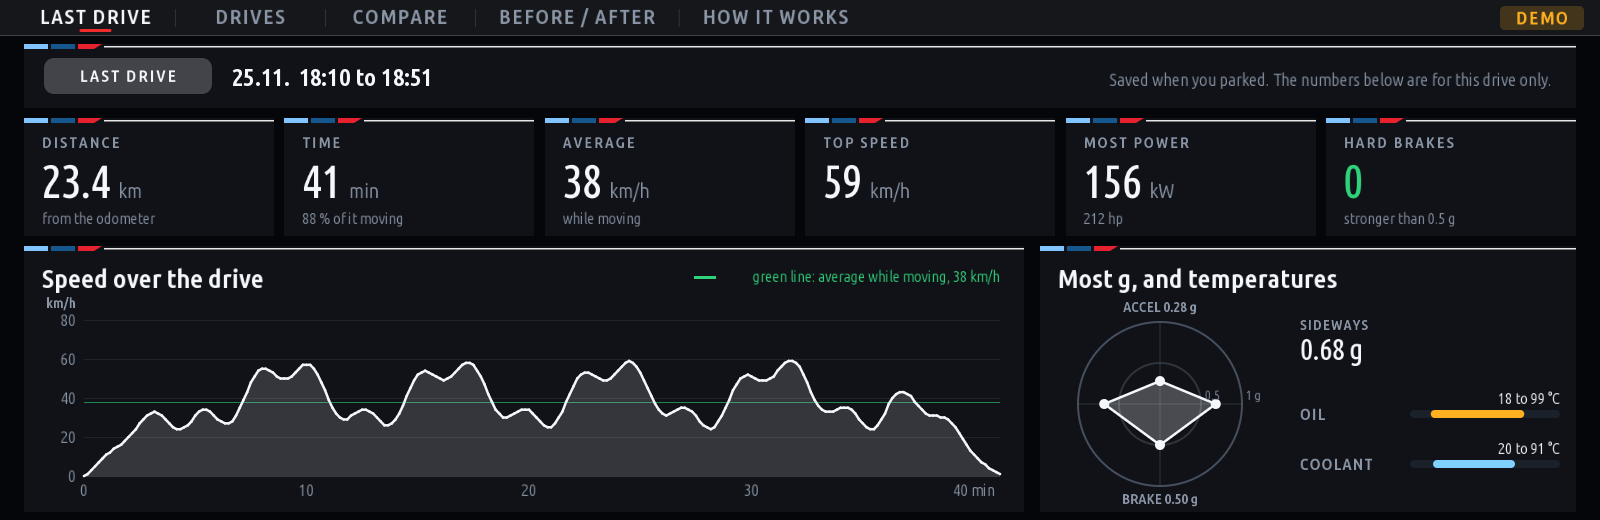 LAST DRIVE DRIVES COMPARE BEFORE / AFTER HOW IT WORKS DEMO
LAST DRIVE 25.11. 18:10 to 18:51 Saved when you parked. The numbers below are for this drive only.
DISTANCE
23.4 km
from the odometer
TIME
41 min
88 % of it moving
AVERAGE
38 km/h
while moving
TOP SPEED
59 km/h
MOST POWER
156 kW
212 hp
HARD BRAKES
0
stronger than 0.5 g
Speed over the drive
green line: average while moving, 38 km/h
km/h
80
60
40
20
0
0 10 20 30 40 min
Most g, and temperatures
ACCEL 0.28 g
0.5 1 g
BRAKE 0.50 g
SIDEWAYS
0.68 g
18 to 99 °C
OIL
20 to 91 °C
COOLANT